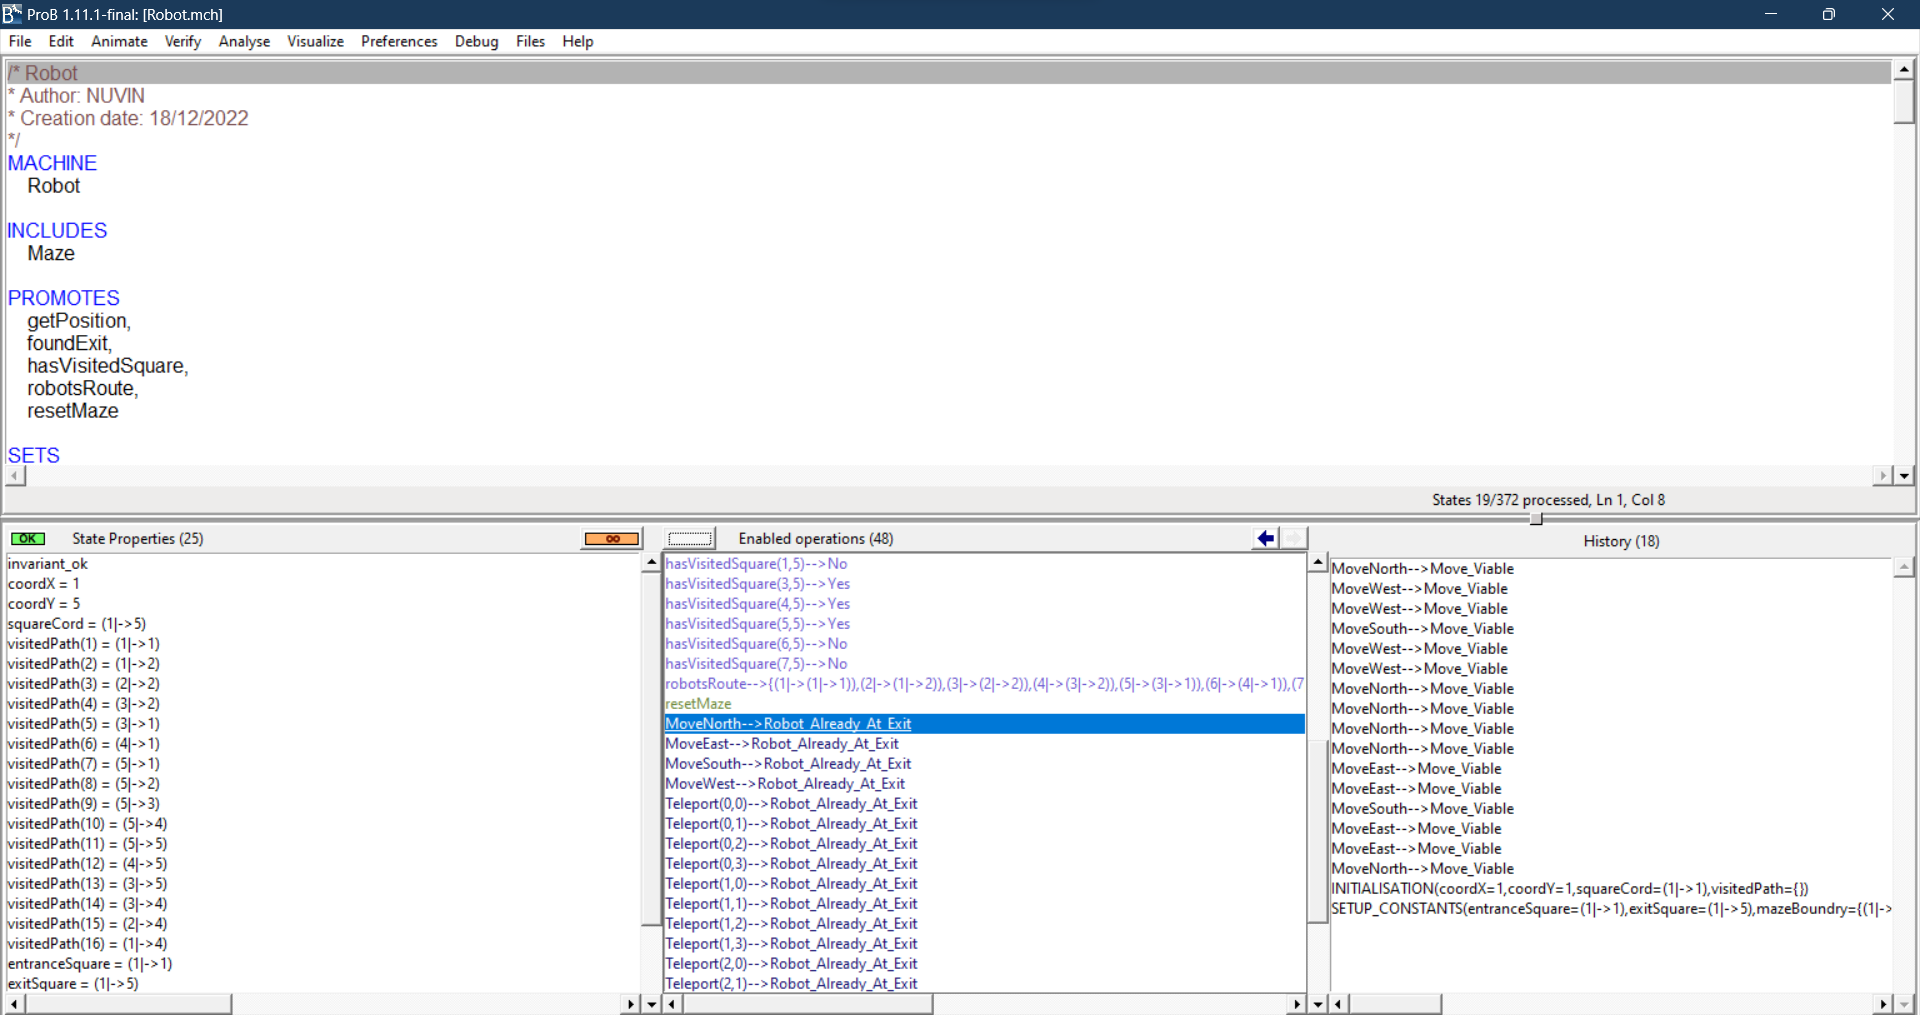 ProB 1.11.1-final: [Robot.mch]
File Edit Animate Verify Analyse Visualize Preferences Debug Files Help
/* Robot
* Author: NUVIN
* Creation date: 18/12/2022
*/
MACHINE
Robot
INCLUDES
Maze
PROMOTES
getPosition,
foundExit,
hasVisitedSquare,
robotsRoute,
resetMaze
SETS
States 19/372 processed, Ln 1, Col 8
OK State Properties (25)
invariant_ok
coordX = 1
coordY = 5
squareCord = (1|->5)
visitedPath(1) = (1|->1)
visitedPath(2) = (1|->2)
visitedPath(3) = (2|->2)
visitedPath(4) = (3|->2)
visitedPath(5) = (3|->1)
visitedPath(6) = (4|->1)
visitedPath(7) = (5|->1)
visitedPath(8) = (5|->2)
visitedPath(9) = (5|->3)
visitedPath(10) = (5|->4)
visitedPath(11) = (5|->5)
visitedPath(12) = (4|->5)
visitedPath(13) = (3|->5)
visitedPath(14) = (3|->4)
visitedPath(15) = (2|->4)
visitedPath(16) = (1|->4)
entranceSquare = (1|->1)
exitSquare = (1|->5)
Enabled operations (48)
hasVisitedSquare(1,5)-->No
hasVisitedSquare(3,5)-->Yes
hasVisitedSquare(4,5)-->Yes
hasVisitedSquare(5,5)-->Yes
hasVisitedSquare(6,5)-->No
hasVisitedSquare(7,5)-->No
robotsRoute-->{(1|->(1|->1)),(2|->(1|->2)),(3|->(2|->2)),(4|->(3|->2)),(5|->(3|->1)),(6|->(4|->1)),(7
resetMaze
MoveNorth-->Robot_Already_At_Exit
MoveEast-->Robot_Already_At_Exit
MoveSouth-->Robot_Already_At_Exit
MoveWest-->Robot_Already_At_Exit
Teleport(0,0)-->Robot_Already_At_Exit
Teleport(0,1)-->Robot_Already_At_Exit
Teleport(0,2)-->Robot_Already_At_Exit
Teleport(0,3)-->Robot_Already_At_Exit
Teleport(1,0)-->Robot_Already_At_Exit
Teleport(1,1)-->Robot_Already_At_Exit
Teleport(1,2)-->Robot_Already_At_Exit
Teleport(1,3)-->Robot_Already_At_Exit
Teleport(2,0)-->Robot_Already_At_Exit
Teleport(2,1)-->Robot_Already_At_Exit
History (18)
MoveNorth-->Move_Viable
MoveWest-->Move_Viable
MoveWest-->Move_Viable
MoveSouth-->Move_Viable
MoveWest-->Move_Viable
MoveWest-->Move_Viable
MoveNorth-->Move_Viable
MoveNorth-->Move_Viable
MoveNorth-->Move_Viable
MoveNorth-->Move_Viable
MoveEast-->Move_Viable
MoveEast-->Move_Viable
MoveSouth-->Move_Viable
MoveEast-->Move_Viable
MoveEast-->Move_Viable
MoveNorth-->Move_Viable
INITIALISATION(coordX=1,coordY=1,squareCord=(1|->1),visitedPath={})
SETUP_CONSTANTS(entranceSquare=(1|->1),exitSquare=(1|->5),mazeBoundry={(1|->